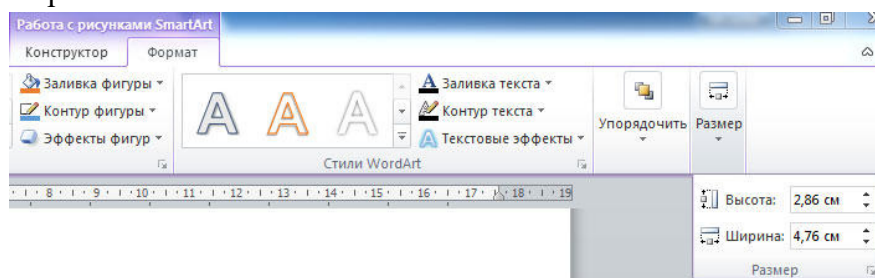 Работа с рисунками SmartArt
Конструктор Формат
Заливка фигуры
Контур фигуры
Эффекты фигур
A A A
A Заливка текста
Контур текста
A Текстовые эффекты
Стили WordArt
Упорядочить
Размер
8 9 10 11 12 13 14 15 16 17 18 19
Высота: 2,86 см
Ширина: 4,76 см
Размер